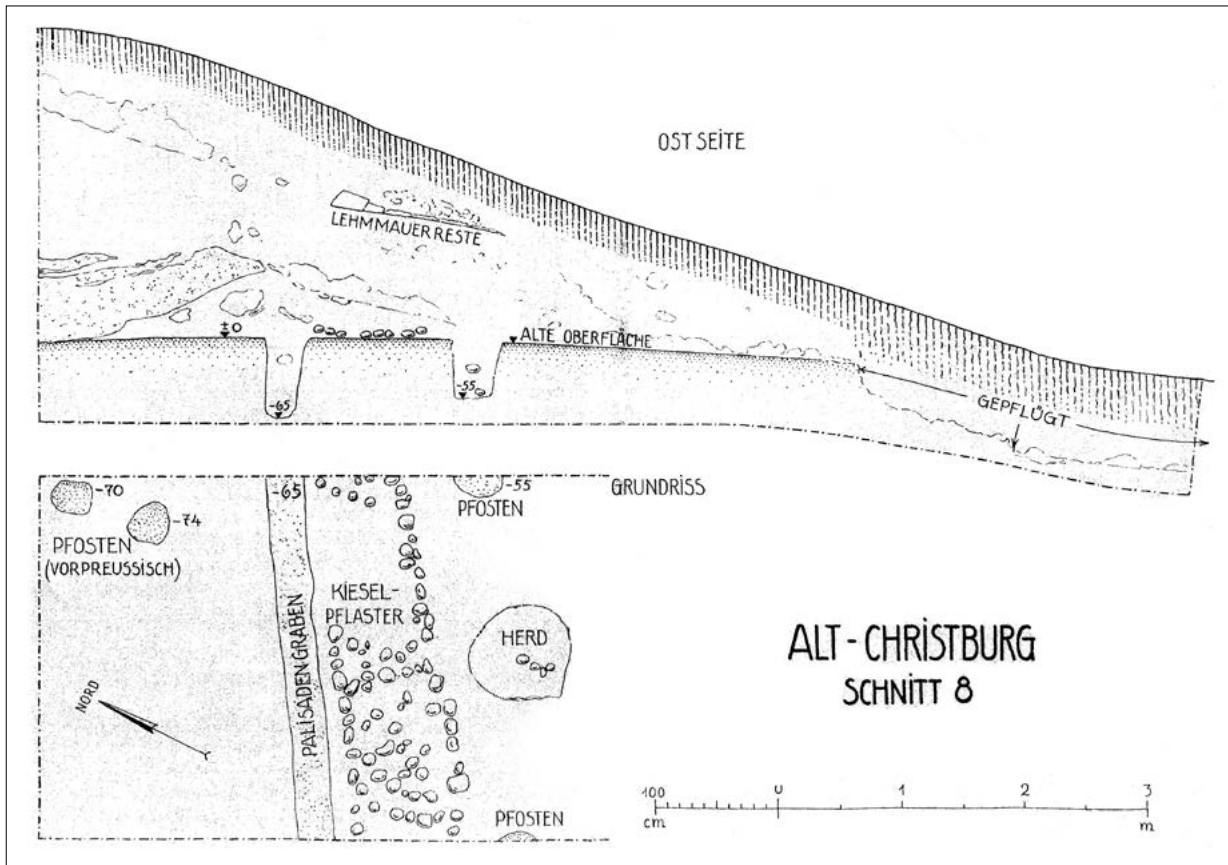 OST SEITE
LEHMMAUERRESTE
±0
ALTE OBERFLÄCHE
-65
-55
GEPFLÜGT
-70
-74
PFOSTEN
(VORPREUSSISCH)
-65
-55
PFOSTEN
GRUNDRISS
KIESEL-
PFLASTER
PALISADENGRABEN
HERD
NORD
PFOSTEN
ALT-CHRISTBURG
SCHNITT 8
100 0 1 2 3
cm m